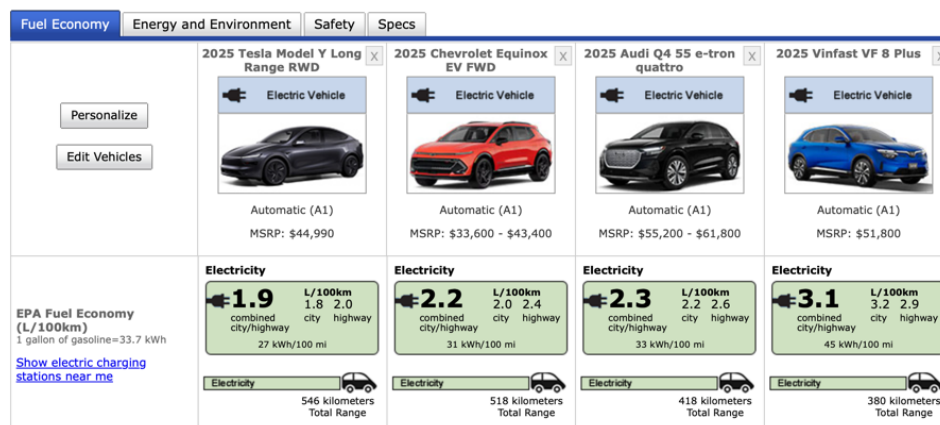 Fuel Economy
Energy and Environment
Safety
Specs
Personalize
Edit Vehicles
2025 Tesla Model Y Long
Range RWD
X
Electric Vehicle
Automatic (A1)
MSRP: $44,990
2025 Chevrolet Equinox
EV FWD
X
Electric Vehicle
Automatic (A1)
MSRP: $33,600 - $43,400
2025 Audi Q4 55 e-tron
quattro
X
Electric Vehicle
Automatic (A1)
MSRP: $55,200 - $61,800
2025 Vinfast VF 8 Plus
Electric Vehicle
Automatic (A1)
MSRP: $51,800
EPA Fuel Economy
(L/100km)
1 gallon of gasoline=33.7 kWh
Show electric charging
stations near me
Electricity
1.9
combined
city/highway
L/100km
1.8 2.0
city highway
27 kWh/100 mi
Electricity
546 kilometers
Total Range
Electricity
2.2
combined
city/highway
L/100km
2.0 2.4
city highway
31 kWh/100 mi
Electricity
518 kilometers
Total Range
Electricity
2.3
combined
city/highway
L/100km
2.2 2.6
city highway
33 kWh/100 mi
Electricity
418 kilometers
Total Range
Electricity
3.1
combined
city/highway
L/100km
3.2 2.9
city highway
45 kWh/100 mi
Electricity
380 kilometers
Total Range